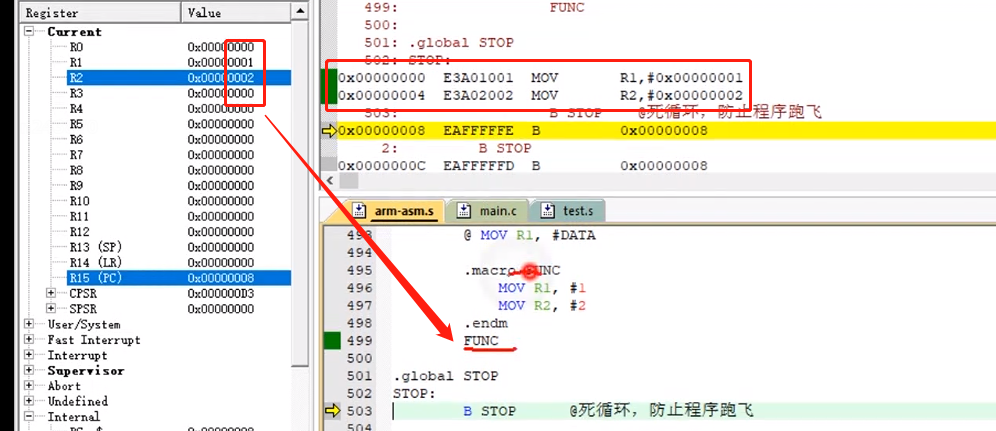 Register Value
Current
R0 0x00000000
R1 0x00000001
R2 0x00000002
R3 0x00000000
R4 0x00000000
R5 0x00000000
R6 0x00000000
R7 0x00000000
R8 0x00000000
R9 0x00000000
R10 0x00000000
R11 0x00000000
R12 0x00000000
R13 (SP) 0x00000000
R14 (LR) 0x00000000
R15 (PC) 0x00000008
CPSR 0x000000D3
SPSR 0x00000000
User/System
Fast Interrupt
Interrupt
Supervisor
Abort
Undefined
Internal
499: FUNC
500:
501: .global STOP
502: STOP:
0x00000000 E3A01001 MOV R1,#0x00000001
0x00000004 E3A02002 MOV R2,#0x00000002
503: B STOP @死循环，防止程序跑飞
0x00000008 EAFFFFFE B 0x00000008
2: B STOP
0x0000000C EAFFFFFD B 0x00000008
arm-asm.s main.c test.s
493 @ MOV R1, #DATA
494
495 .macro FUNC
496 MOV R1, #1
497 MOV R2, #2
498 .endm
499 FUNC
500
501 .global STOP
502 STOP:
503 B STOP @死循环，防止程序跑飞
504